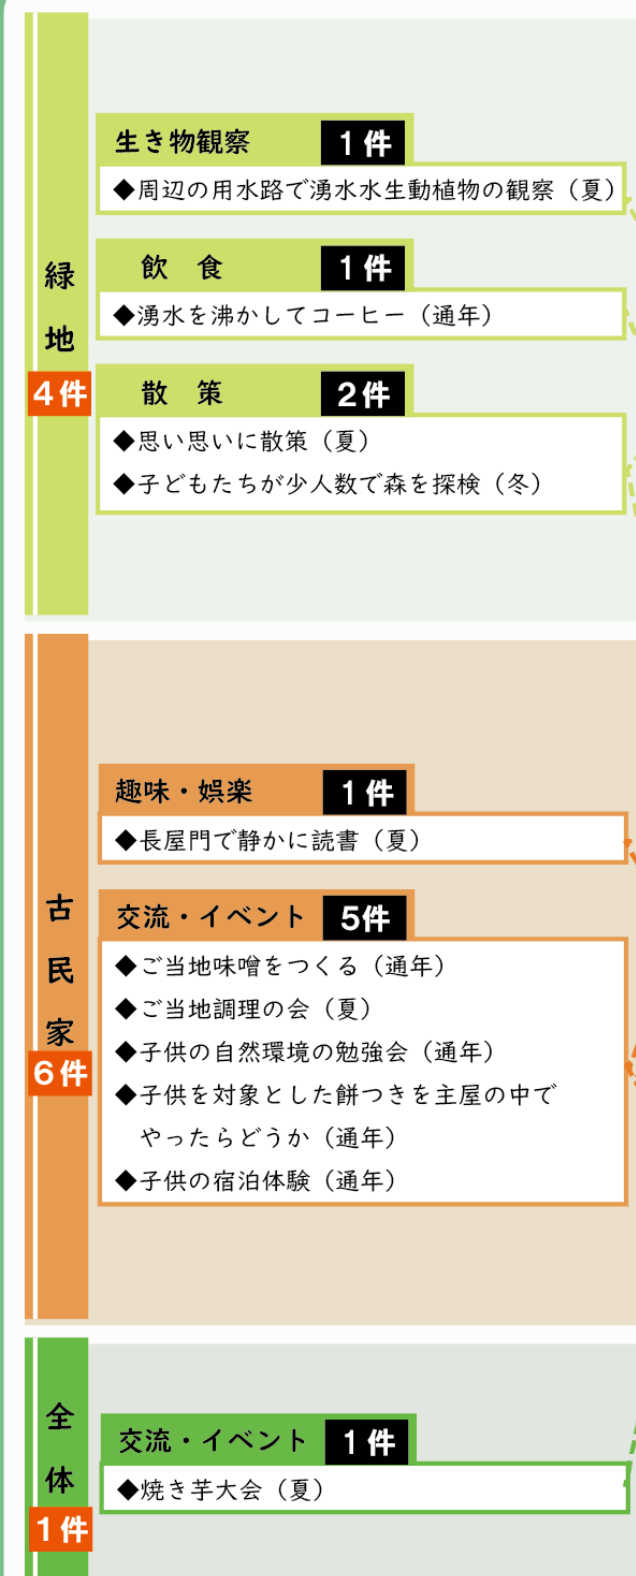 緑地
4件
生き物観察 1件
◆周辺の用水路で湧水水生動植物の観察（夏）
飲 食 1件
◆湧水を沸かしてコーヒー（通年）
散 策 2件
◆思い思いに散策（夏）
◆子どもたちが少人数で森を探検（冬）
古民家
6件
趣味・娯楽 1件
◆長屋門で静かに読書（夏）
交流・イベント 5件
◆ご当地味噌をつくる（通年）
◆ご当地調理の会（夏）
◆子供の自然環境の勉強会（通年）
◆子供を対象とした餅つきを主屋の中で
やったらどうか（通年）
◆子供の宿泊体験（通年）
全体
1件
交流・イベント 1件
◆焼き芋大会（夏）